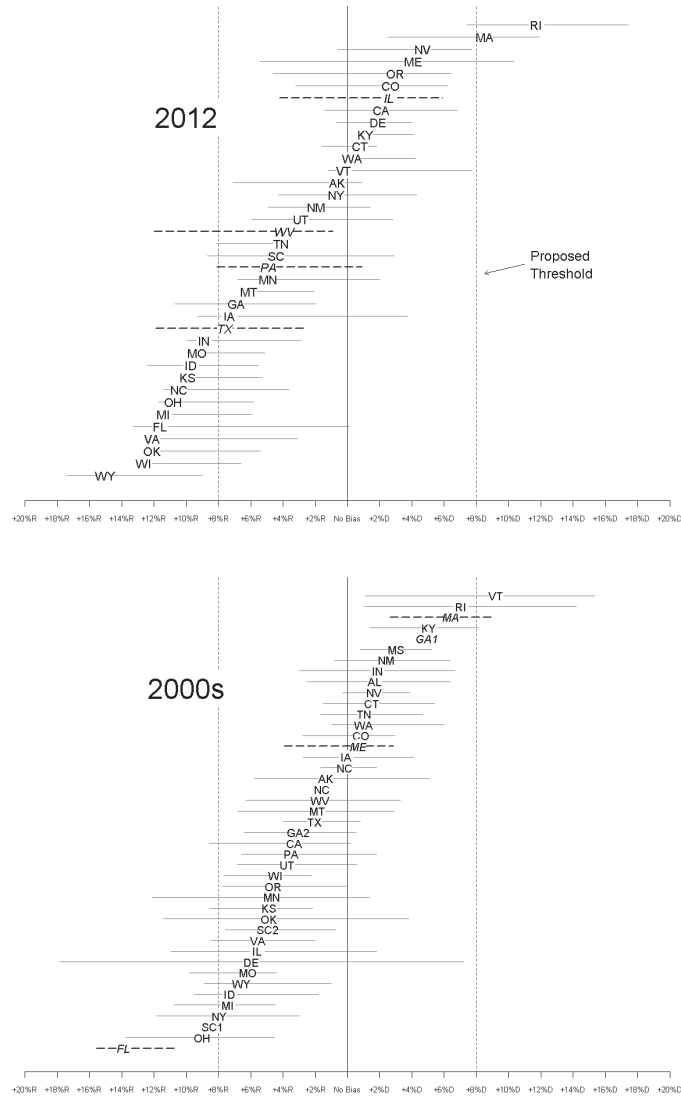 RI
MA
NV
ME
OR
CO
IL
2012
CA
DE
KY
CT
WA
VT
AK
NY
NM
UT
WV
TN
SC
Proposed
Threshold
PA
MN
MT
GA
IA
TX
IN
MO
ID
KS
NC
OH
MI
FL
VA
OK
WI
WY
+20%R +18%R +16%R +14%R +12%R +10%R +8%R +6%R +4%R +2%R No Bias +2%D +4%D +6%D +8%D +10%D +12%D +14%D +16%D +18%D +20%D
VT
RI
MA
KY
GA1
MS
NM
IN
AL
2000s
NV
CT
TN
WA
CO
ME
IA
NC
AK
NC
WV
MT
TX
GA2
CA
PA
UT
WI
OR
MN
KS
OK
SC2
VA
IL
DE
MO
WY
ID
MI
NY
SC1
OH
FL
+20%R +18%R +16%R +14%R +12%R +10%R +8%R +6%R +4%R +2%R No Bias +2%D +4%D +6%D +8%D +10%D +12%D +14%D +16%D +18%D +20%D